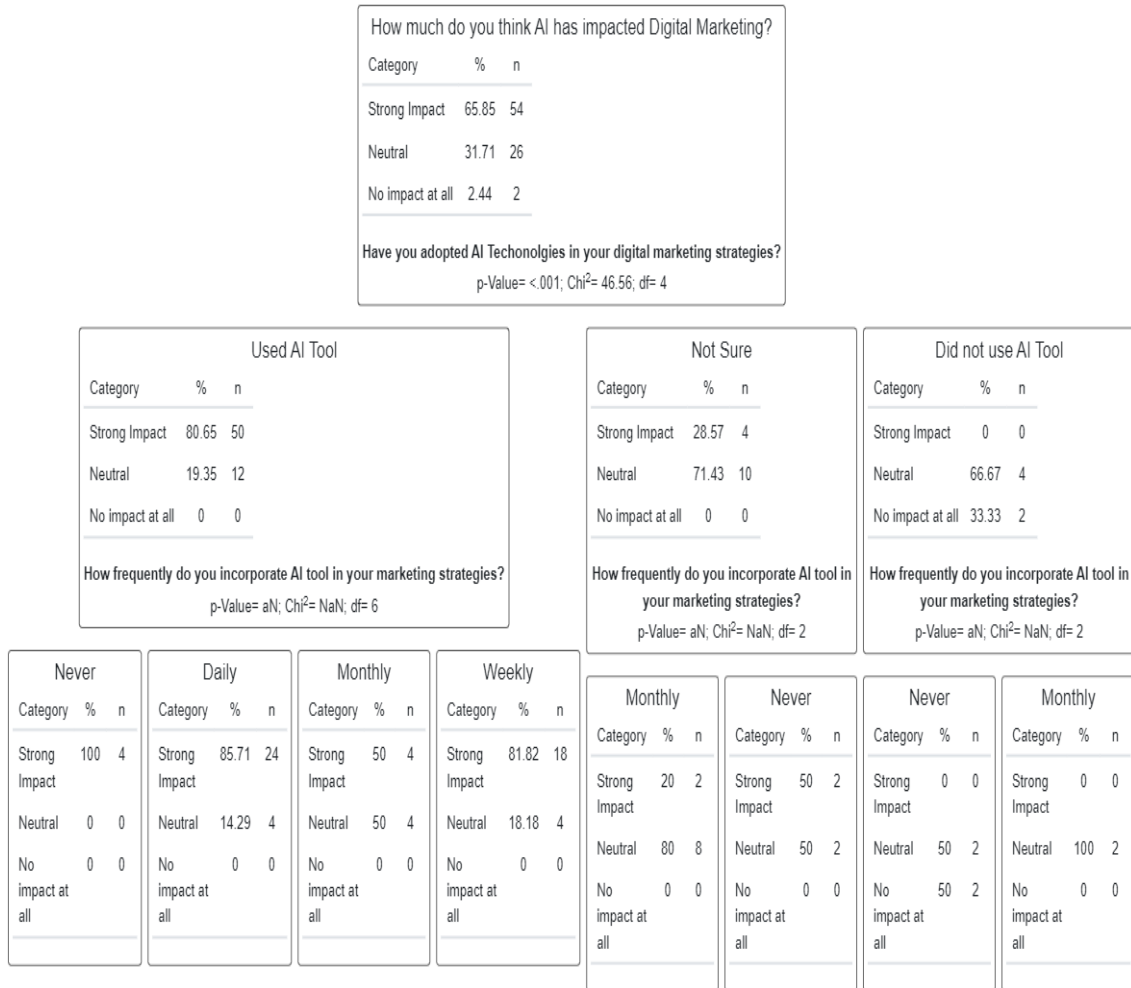 How much do you think AI has impacted Digital Marketing?
Category % n
Strong Impact 65.85 54
Neutral 31.71 26
No impact at all 2.44 2
Have you adopted AI Techonolgies in your digital marketing strategies?
p-Value= <.001; Chi²= 46.56; df= 4
Used AI Tool
Category % n
Strong Impact 80.65 50
Neutral 19.35 12
No impact at all 0 0
How frequently do you incorporate AI tool in your marketing strategies?
p-Value= aN; Chi²= NaN; df= 6
Not Sure
Category % n
Strong Impact 28.57 4
Neutral 71.43 10
No impact at all 0 0
How frequently do you incorporate AI tool in
your marketing strategies?
p-Value= aN; Chi²= NaN; df= 2
Did not use AI Tool
Category % n
Strong Impact 0 0
Neutral 66.67 4
No impact at all 33.33 2
How frequently do you incorporate AI tool in
your marketing strategies?
p-Value= aN; Chi²= NaN; df= 2
Never
Category % n
Strong 100 4
Impact
Neutral 0 0
No 0 0
impact at
all
Daily
Category % n
Strong 85.71 24
Impact
Neutral 14.29 4
No 0 0
impact at
all
Monthly
Category % n
Strong 50 4
Impact
Neutral 50 4
No 0 0
impact at
all
Weekly
Category % n
Strong 81.82 18
Impact
Neutral 18.18 4
No 0 0
impact at
all
Monthly
Category % n
Strong 20 2
Impact
Neutral 80 8
No 0 0
impact at
all
Never
Category % n
Strong 50 2
Impact
Neutral 50 2
No 0 0
impact at
all
Never
Category % n
Strong 0 0
Impact
Neutral 50 2
No 50 2
impact at
all
Monthly
Category % n
Strong 0 0
Impact
Neutral 100 2
No 0 0
impact at
all